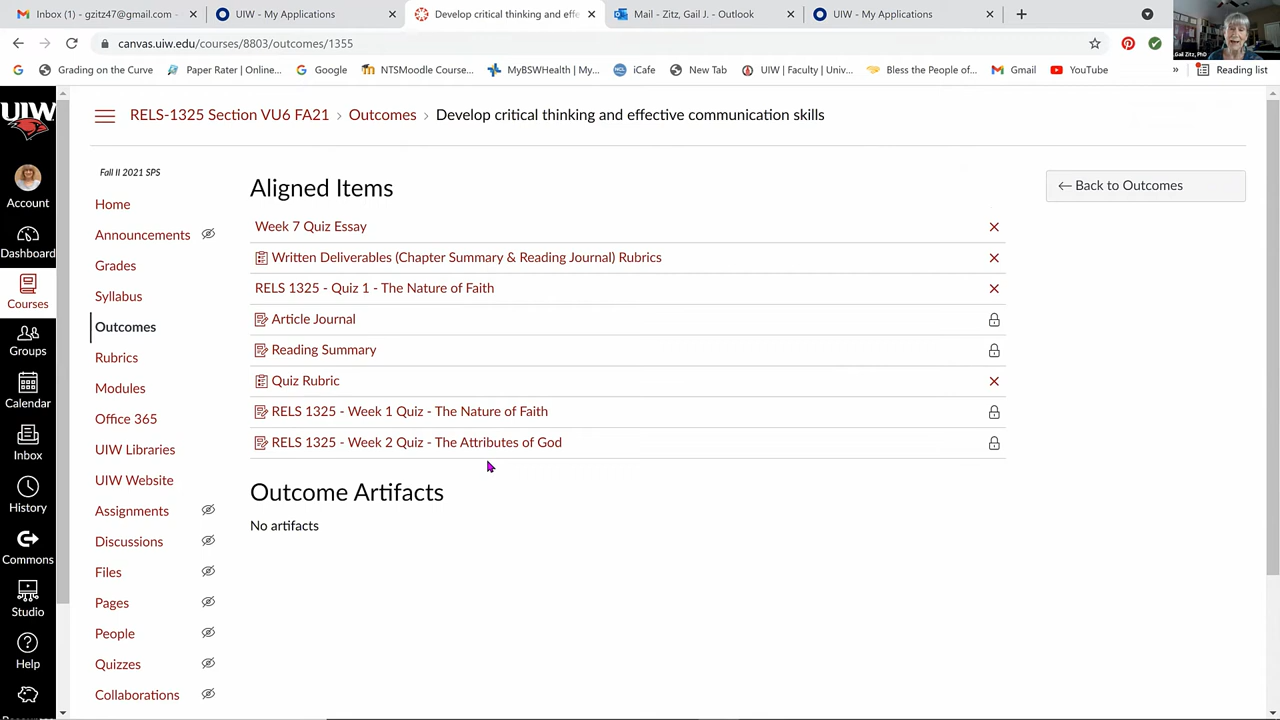 Inbox (1) - gzitz47@gmail.com
UIW - My Applications
Develop critical thinking and effe
Mail - Zitz, Gail J. - Outlook
UIW - My Applications
canvas.uiw.edu/courses/8803/outcomes/1355
Gail Zitz, PhD
Grading on the Curve
Paper Rater | Online...
Google
NTSMoodle Course...
MyBSWHealth | My...
iCafe
New Tab
UIW | Faculty | Univ...
Bless the people of...
Gmail
YouTube
»
Reading list
UIW
RELS-1325 Section VU6 FA21 › Outcomes › Develop critical thinking and effective communication skills
Account
Dashboard
Courses
Groups
Calendar
Inbox
History
Commons
Studio
Help
Fall II 2021 SPS
Home
Announcements
Grades
Syllabus
Outcomes
Rubrics
Modules
Office 365
UIW Libraries
UIW Website
Assignments
Discussions
Files
Pages
People
Quizzes
Collaborations
Aligned Items
← Back to Outcomes
Week 7 Quiz Essay
Written Deliverables (Chapter Summary & Reading Journal) Rubrics
RELS 1325 - Quiz 1 - The Nature of Faith
Article Journal
Reading Summary
Quiz Rubric
RELS 1325 - Week 1 Quiz - The Nature of Faith
RELS 1325 - Week 2 Quiz - The Attributes of God
Outcome Artifacts
No artifacts